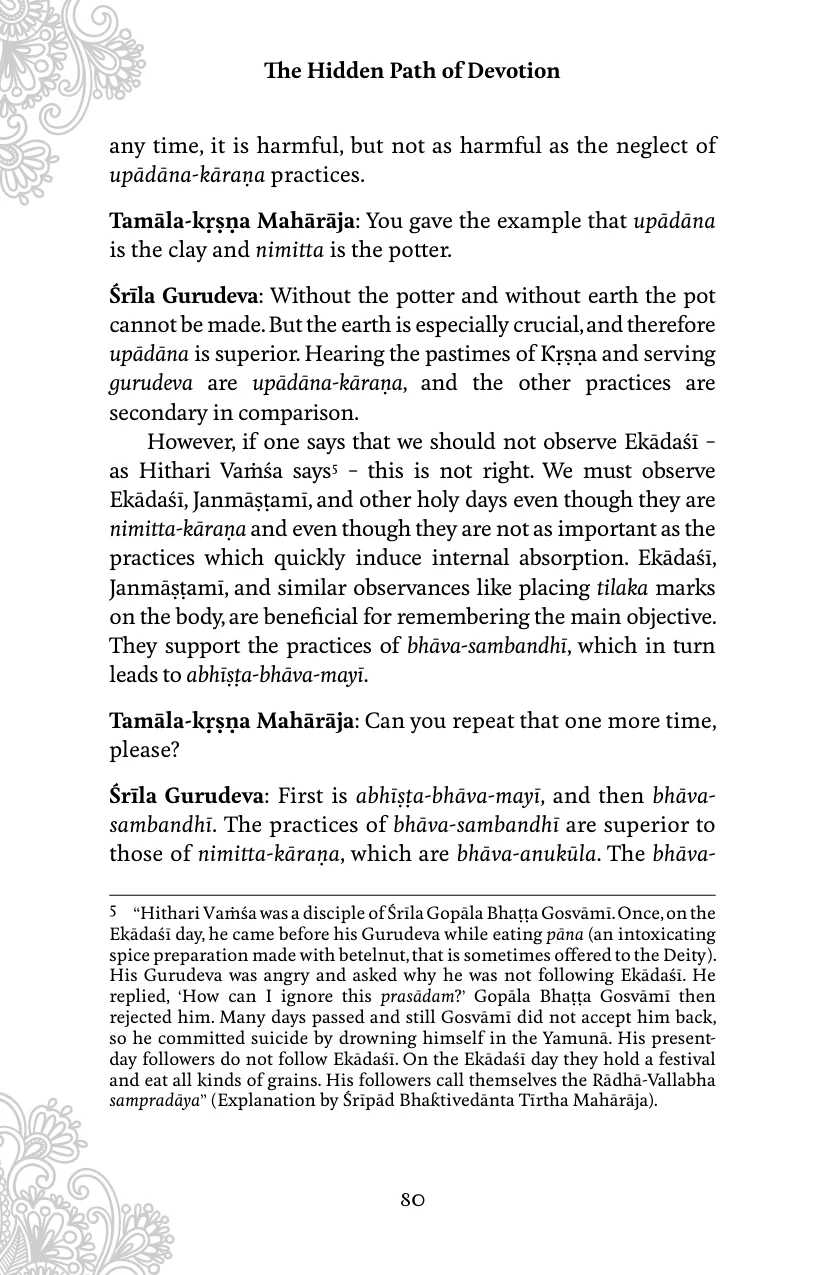 The Hidden Path of Devotion
any time, it is harmful, but not as harmful as the neglect of
upādāna-kāraṇa practices.
Tamāla-kṛṣṇa Mahārāja: You gave the example that upādāna
is the clay and nimitta is the potter.
Śrīla Gurudeva: Without the potter and without earth the pot
cannot be made. But the earth is especially crucial, and therefore
upādāna is superior. Hearing the pastimes of Kṛṣṇa and serving
gurudeva are upādāna-kāraṇa, and the other practices are
secondary in comparison.
However, if one says that we should not observe Ekādaśī –
as Hithari Vaṁśa says5 – this is not right. We must observe
Ekādaśī, Janmāṣṭamī, and other holy days even though they are
nimitta-kāraṇa and even though they are not as important as the
practices which quickly induce internal absorption. Ekādaśī,
Janmāṣṭamī, and similar observances like placing tilaka marks
on the body, are beneficial for remembering the main objective.
They support the practices of bhāva-sambandhī, which in turn
leads to abhīṣṭa-bhāva-mayī.
Tamāla-kṛṣṇa Mahārāja: Can you repeat that one more time,
please?
Śrīla Gurudeva: First is abhīṣṭa-bhāva-mayī, and then bhāva-
sambandhī. The practices of bhāva-sambandhī are superior to
those of nimitta-kāraṇa, which are bhāva-anukūla. The bhāva-
5 “Hithari Vaṁśa was a disciple of Śrīla Gopāla Bhaṭṭa Gosvāmī. Once, on the
Ekādaśī day, he came before his Gurudeva while eating pāna (an intoxicating
spice preparation made with betelnut, that is sometimes offered to the Deity).
His Gurudeva was angry and asked why he was not following Ekādaśī. He
replied, ‘How can I ignore this prasādam?’ Gopāla Bhaṭṭa Gosvāmī then
rejected him. Many days passed and still Gosvāmī did not accept him back,
so he committed suicide by drowning himself in the Yamunā. His present-
day followers do not follow Ekādaśī. On the Ekādaśī day they hold a festival
and eat all kinds of grains. His followers call themselves the Rādhā-Vallabha
sampradāya” (Explanation by Śrīpād Bhaktivedānta Tīrtha Mahārāja).
80